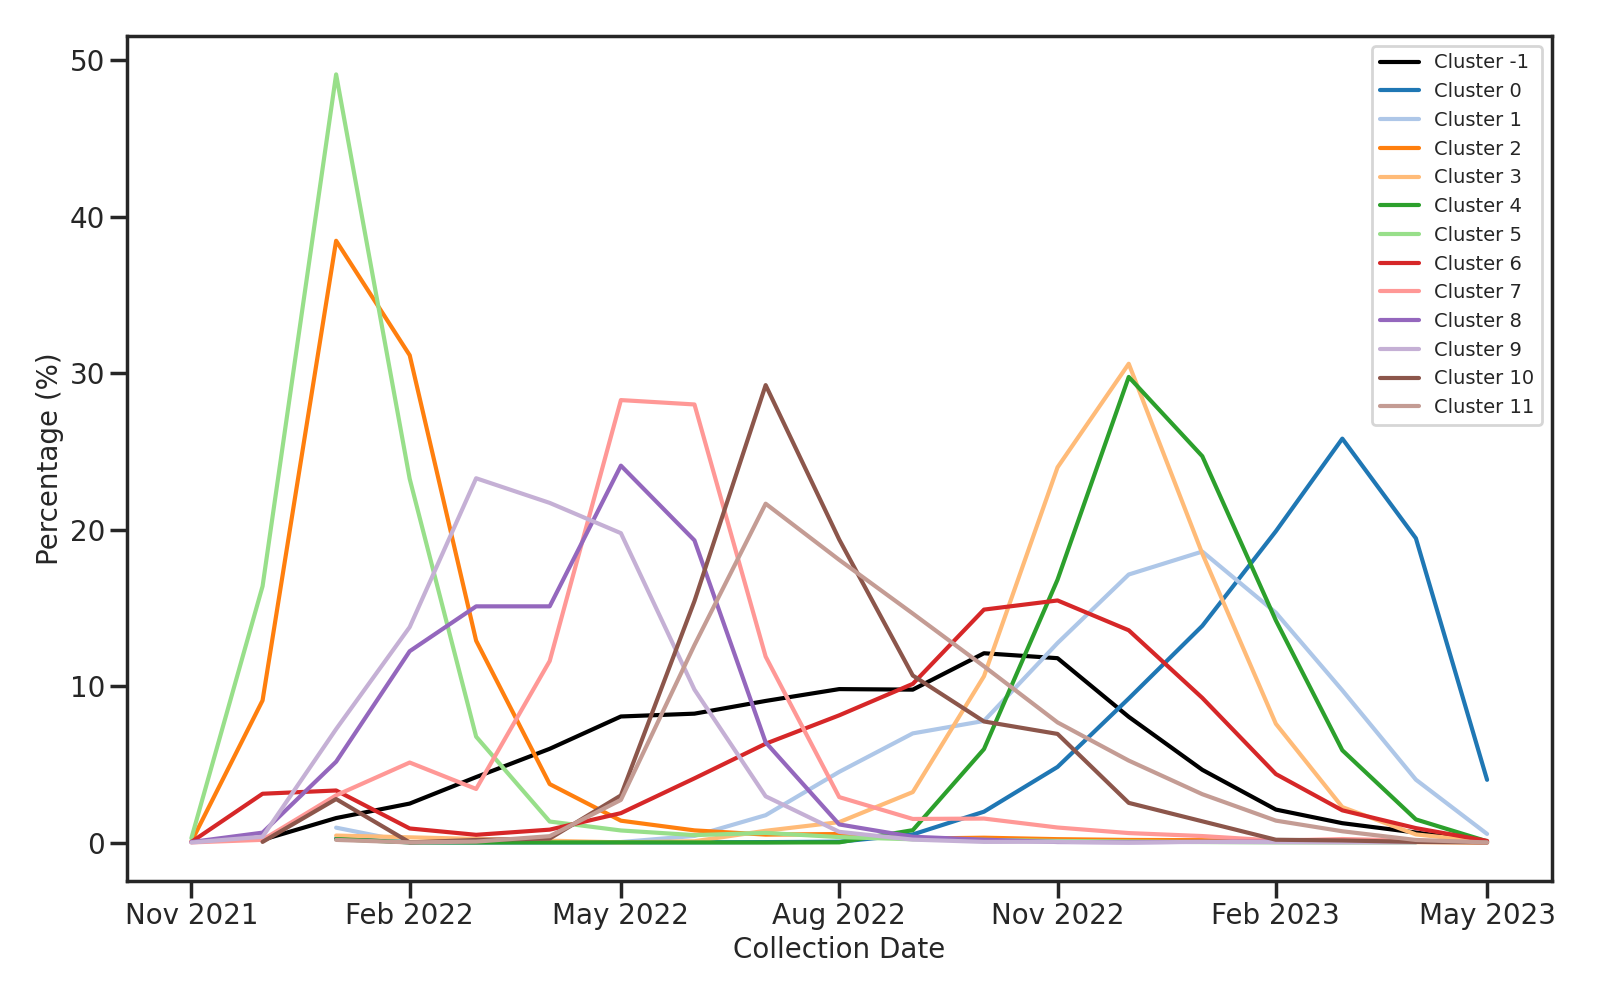 50
40
30
20
10
0
Percentage (%)
Cluster -1
Cluster 0
Cluster 1
Cluster 2
Cluster 3
Cluster 4
Cluster 5
Cluster 6
Cluster 7
Cluster 8
Cluster 9
Cluster 10
Cluster 11
Nov 2021 Feb 2022 May 2022 Aug 2022 Nov 2022 Feb 2023 May 2023
Collection Date